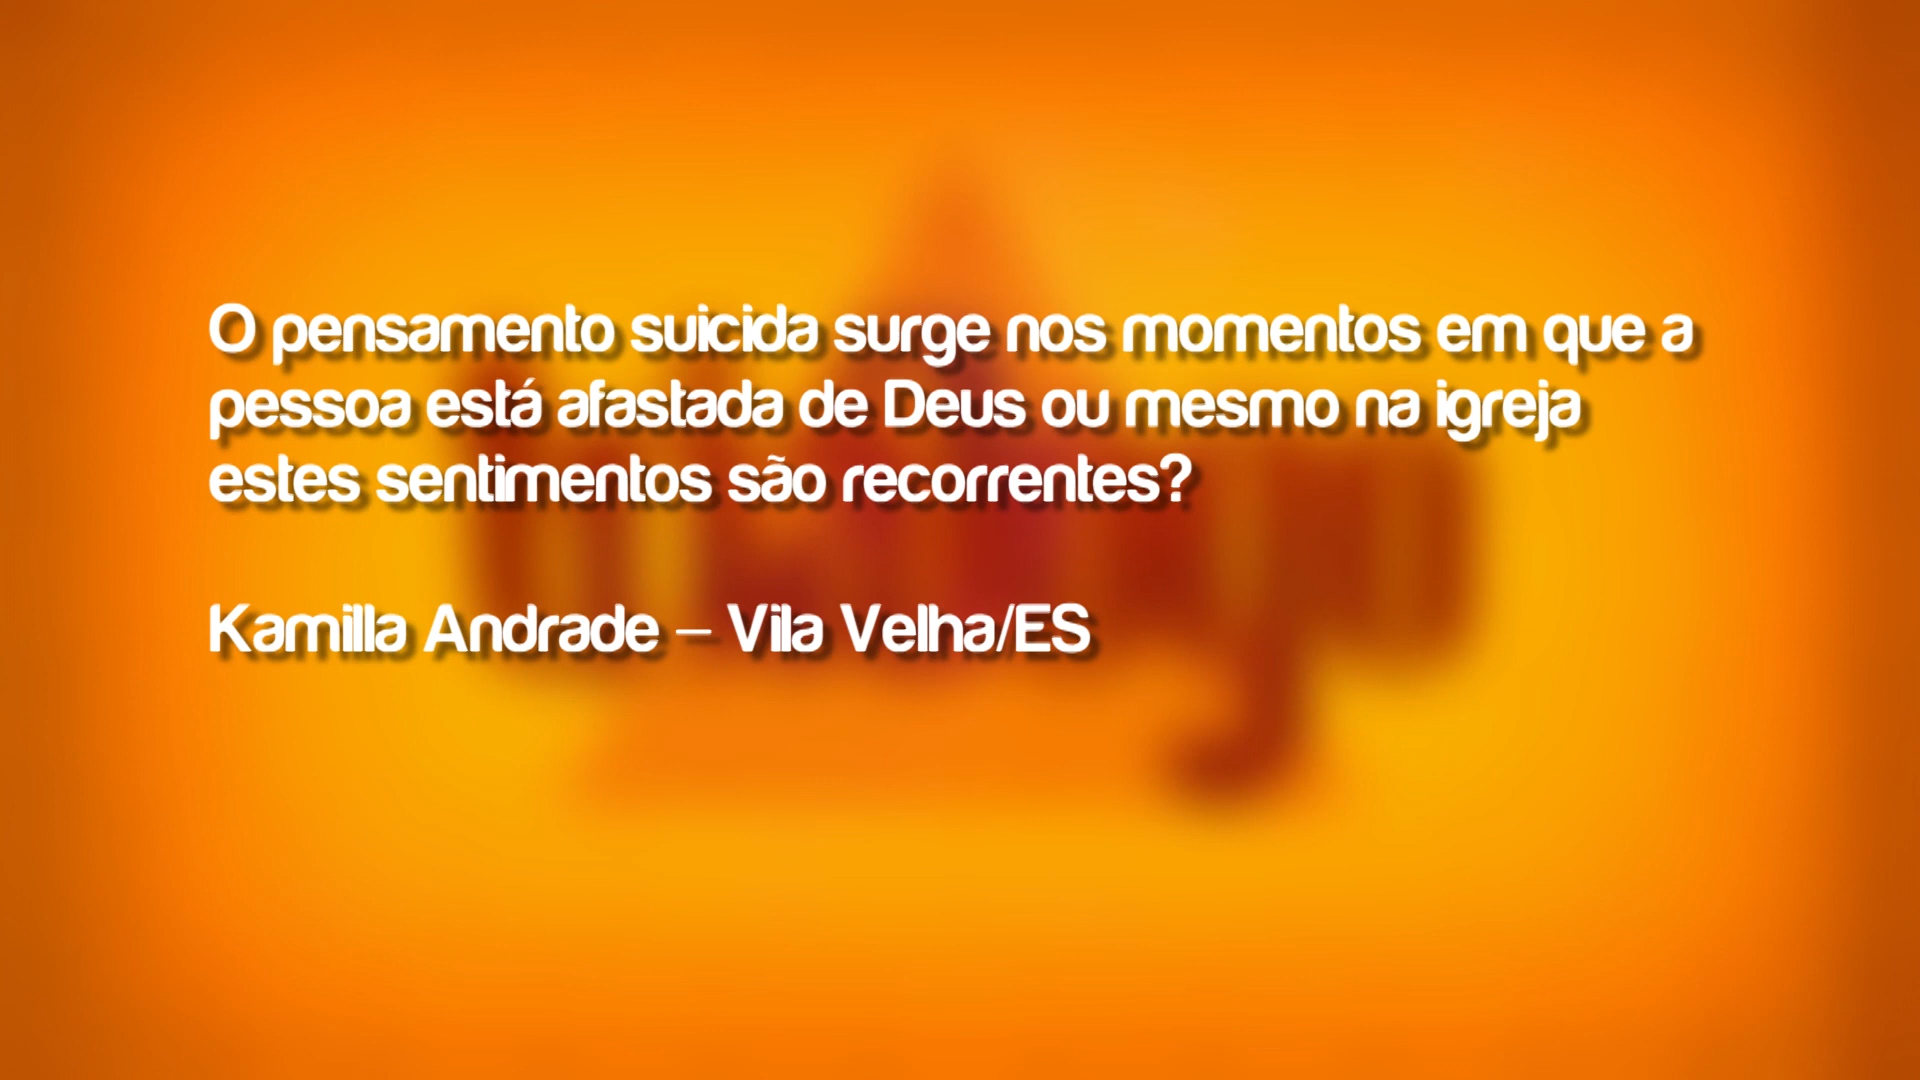 O pensamento suicida surge nos momentos em que a
pessoa está afastada de Deus ou mesmo na igreja
estes sentimentos são recorrentes?
Kamilla Andrade – Vila Velha/ES